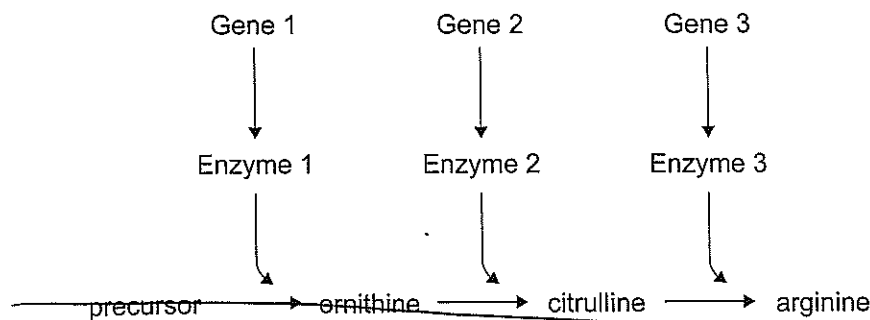 Gene 1 Gene 2 Gene 3
Enzyme 1 Enzyme 2 Enzyme 3
precursor ornithine citrulline arginine